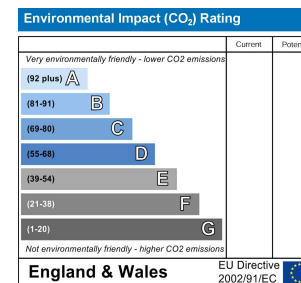 Environmental Impact (CO₂) Rating
Current Poten
Very environmentally friendly - lower CO2 emissions
(92 plus) A
(81-91) B
(69-80) C
(55-68) D
(39-54) E
(21-38) F
(1-20) G
Not environmentally friendly - higher CO2 emissions
England & Wales
EU Directive
2002/91/EC